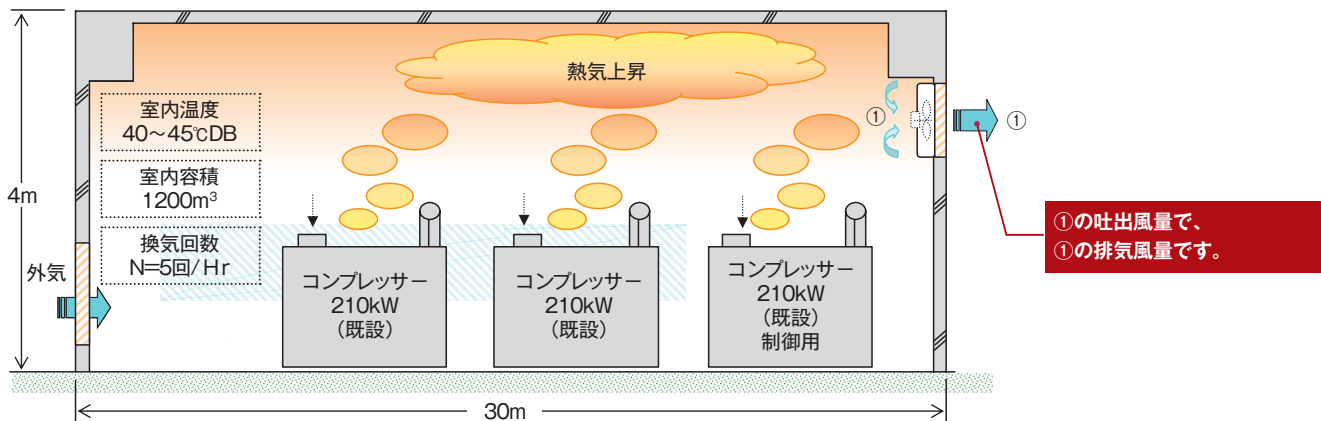 熱気上昇
室内温度
40～45℃DB
室内容積
1200m³
換気回数
N=5回/Hr
4m
外気
コンプレッサー
210kW
（既設）
コンプレッサー
210kW
（既設）
コンプレッサー
210kW
（既設）
制御用
①
①
①の吐出風量で、
①の排気風量です。
30m